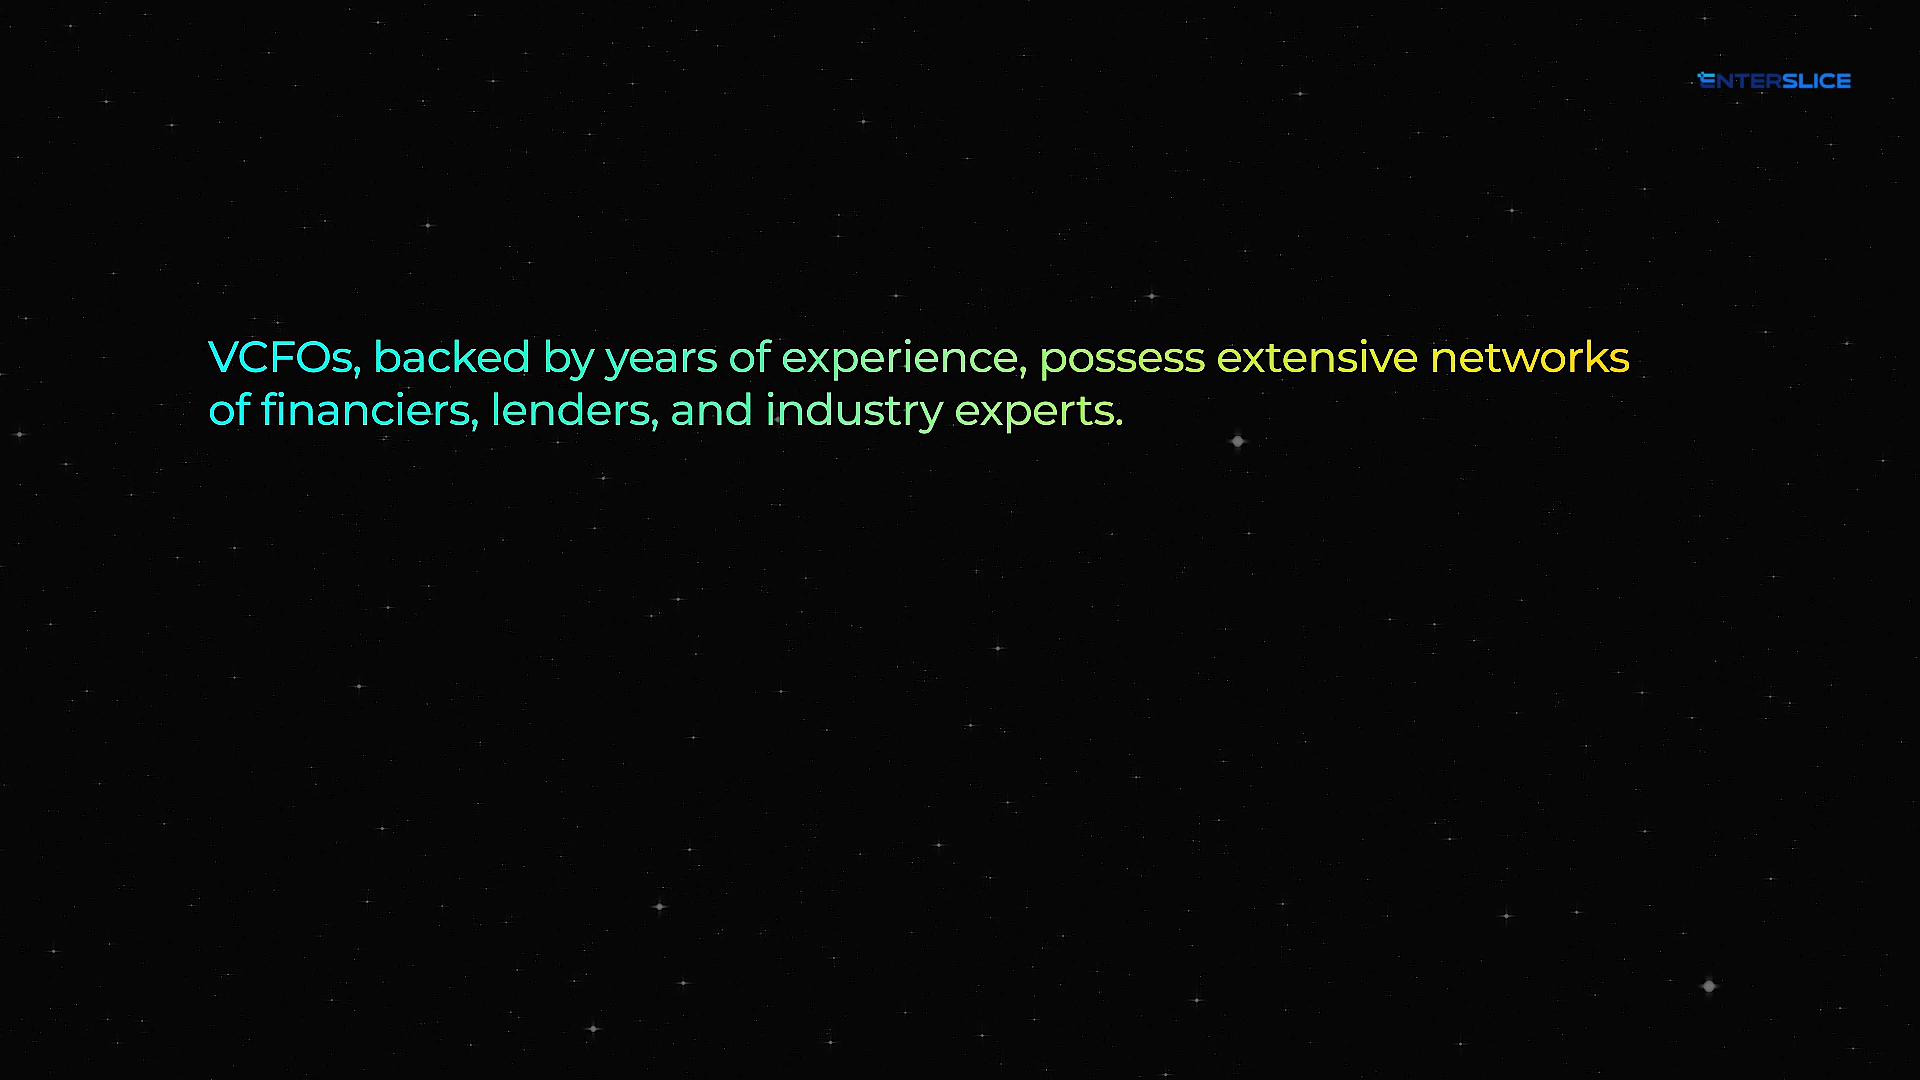 ENTERSLICE
VCFOs, backed by years of experience, possess extensive networks
of financiers, lenders, and industry experts.